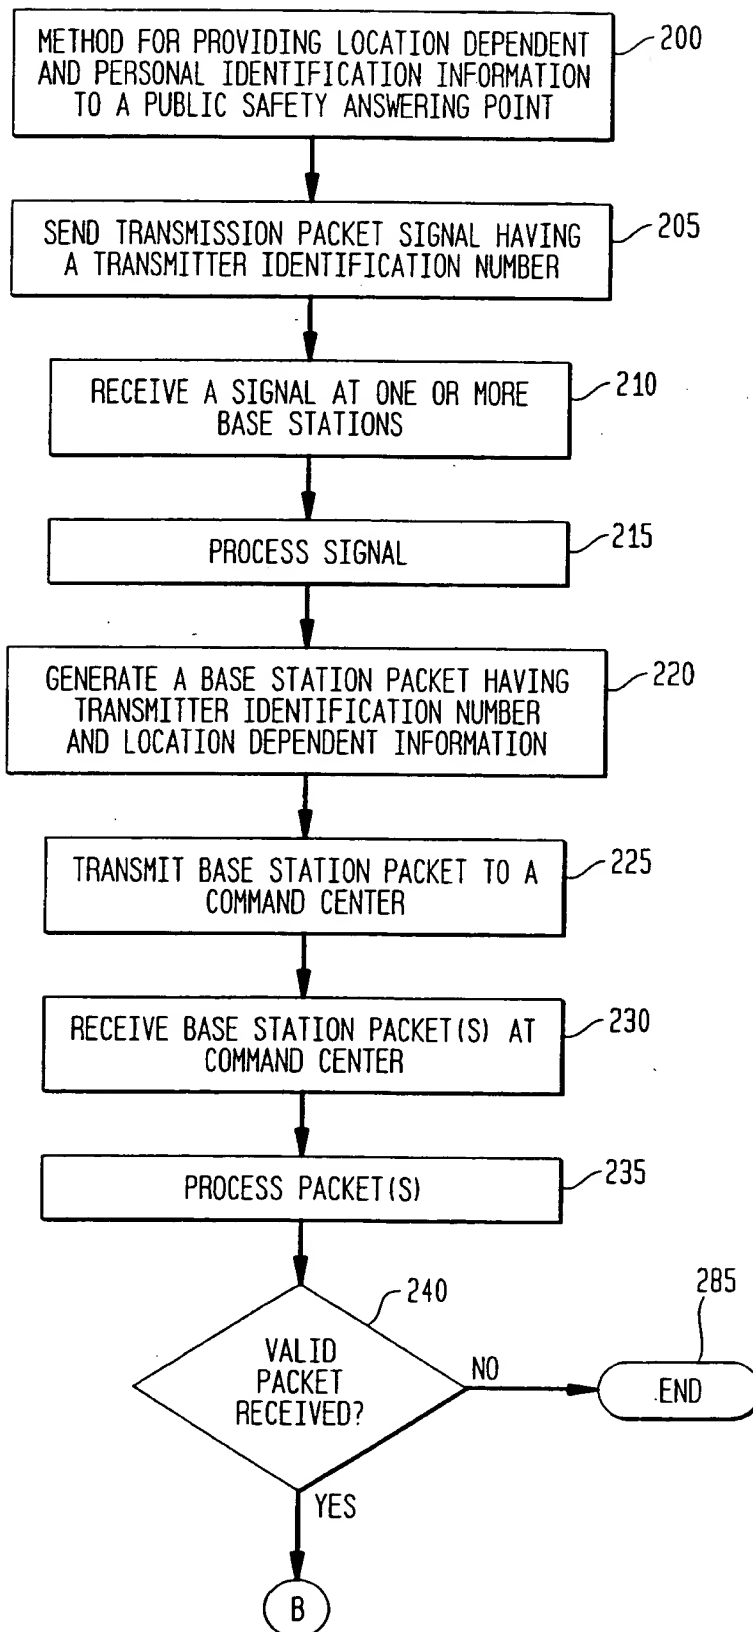 METHOD FOR PROVIDING LOCATION DEPENDENT
AND PERSONAL IDENTIFICATION INFORMATION
TO A PUBLIC SAFETY ANSWERING POINT
200
SEND TRANSMISSION PACKET SIGNAL HAVING
A TRANSMITTER IDENTIFICATION NUMBER
205
RECEIVE A SIGNAL AT ONE OR MORE
BASE STATIONS
210
PROCESS SIGNAL
215
GENERATE A BASE STATION PACKET HAVING
TRANSMITTER IDENTIFICATION NUMBER
AND LOCATION DEPENDENT INFORMATION
220
TRANSMIT BASE STATION PACKET TO A
COMMAND CENTER
225
RECEIVE BASE STATION PACKET(S) AT
COMMAND CENTER
230
PROCESS PACKET(S)
235
VALID
PACKET
RECEIVED?
240
NO
END
285
YES
B